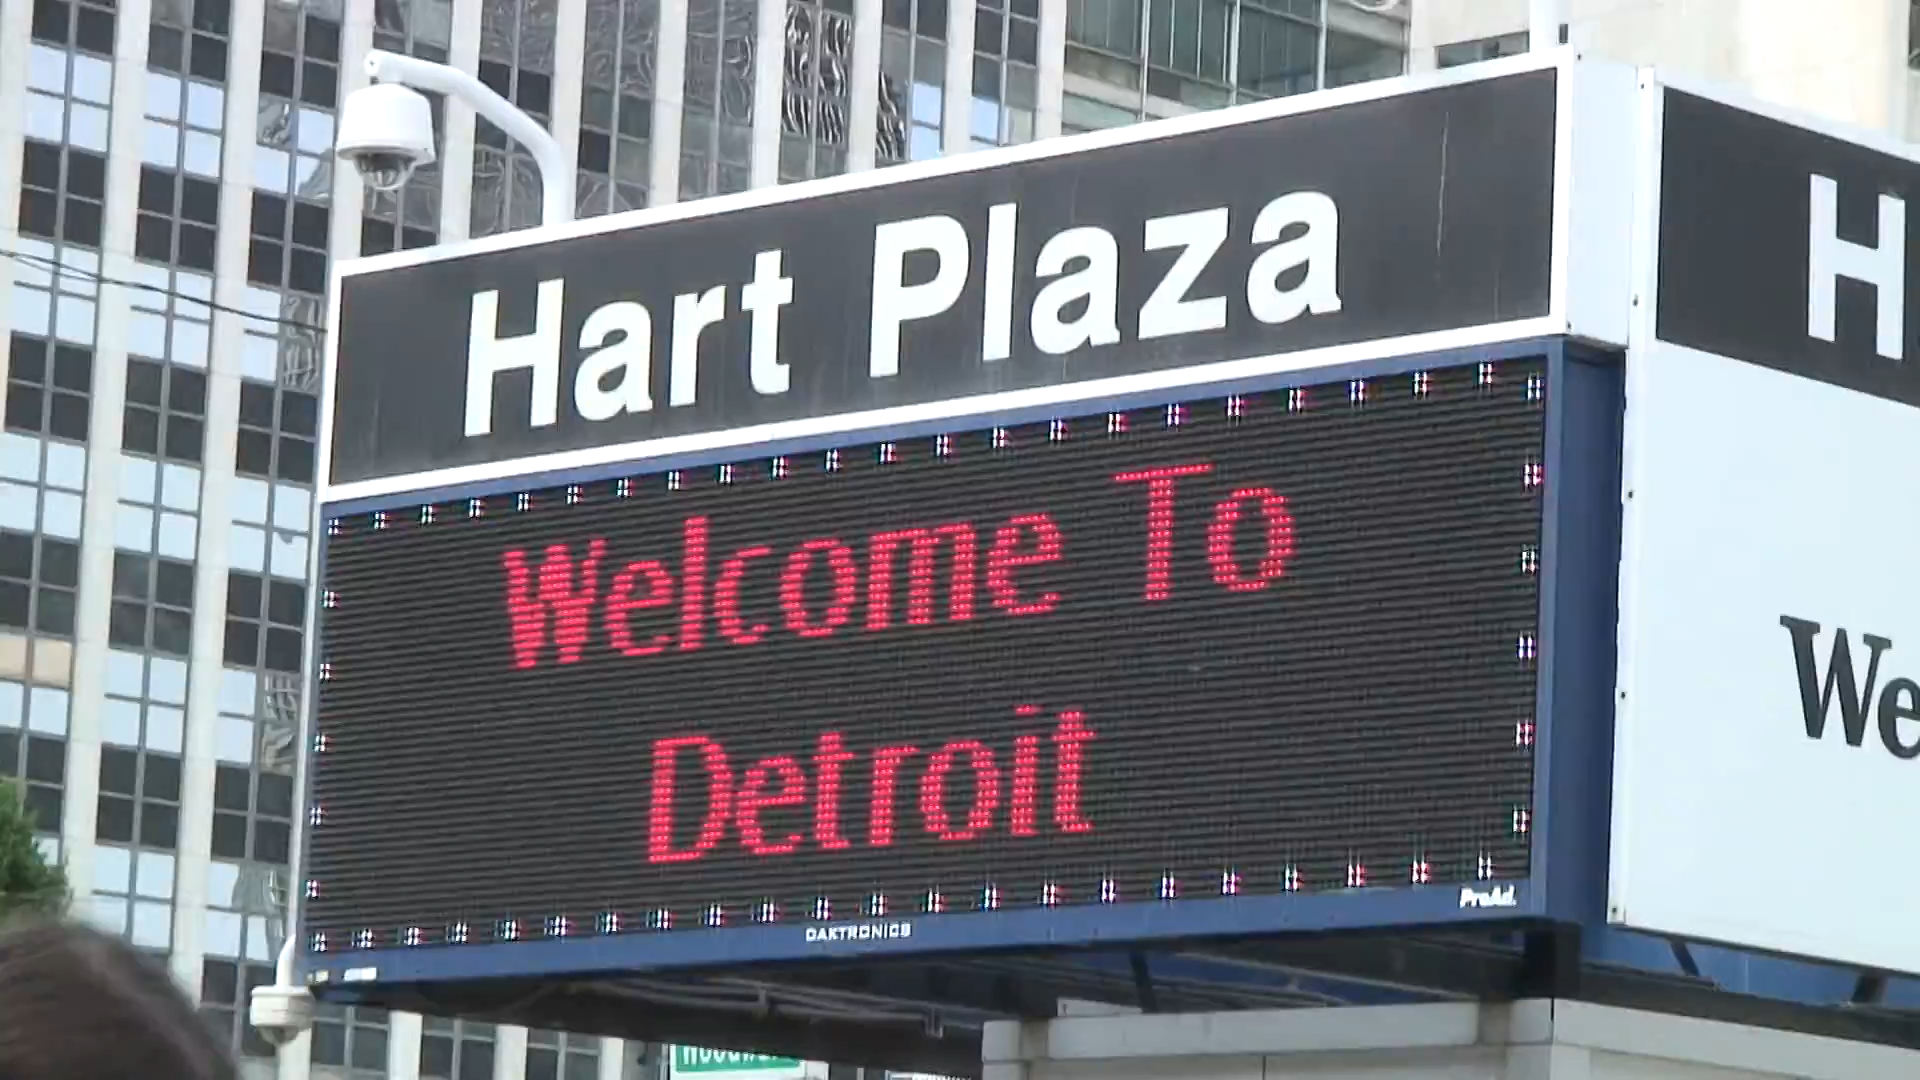 Hart Plaza
Welcome To
Detroit
ProAd.
DAKTRONICS
H
We